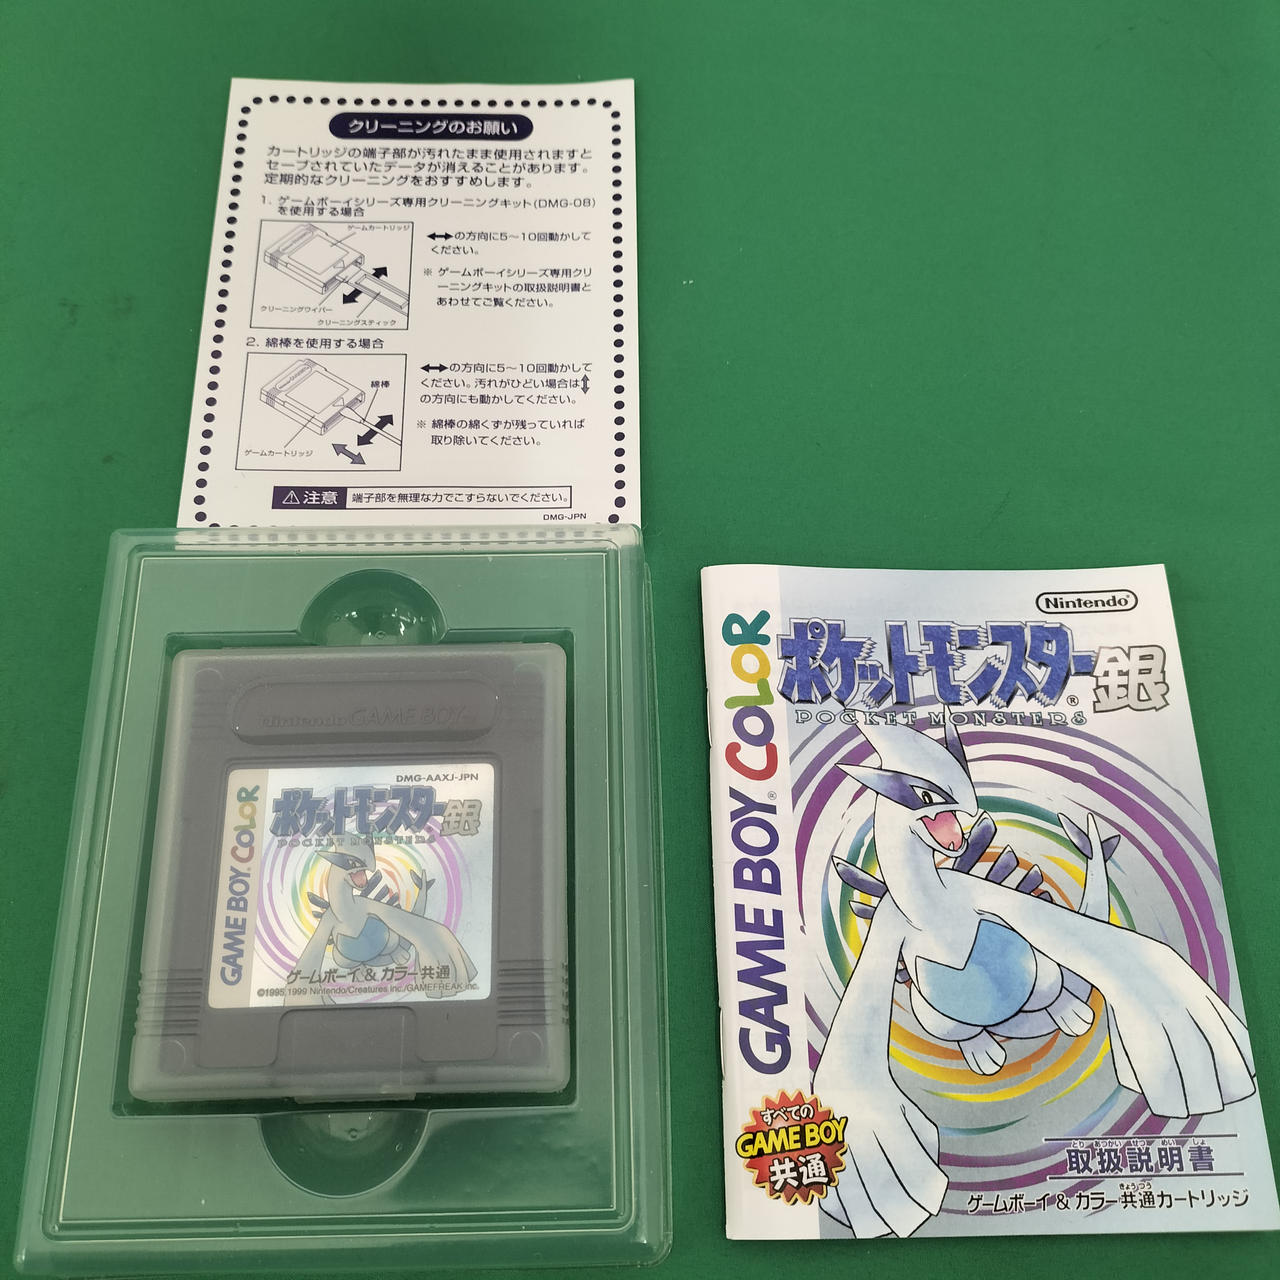 クリーニングのお願い
カートリッジの端子部が汚れたまま使用されますと
セーブされていたデータが消えることがあります。
定期的なクリーニングをおすすめします。
1. ゲームボーイシリーズ専用クリーニングキット(DMG-08)
を使用する場合
ゲームカートリッジ
クリーニングワイパー
クリーニングスティック
の方向に5〜10回動かして
ください。
※ ゲームボーイシリーズ専用クリ
ーニングキットの取扱説明書と
あわせてご覧ください。
2. 綿棒を使用する場合
綿棒
ゲームカートリッジ
の方向に5〜10回動かして
ください。汚れがひどい場合は
の方向にも動かしてください。
※ 綿棒の綿くずが残っていれば
取り除いてください。
注意 端子部を無理な力でこすらないでください。
DMG-JPN
Nintendo GAME BOY
DMG-AAXJ-JPN
GAME BOY COLOR
ポケットモンスター銀
POCKET MONSTERS
ゲームボーイ & カラー共通
©1995,1999 Nintendo/Creatures inc./GAMEFREAK inc.
Nintendo®
GAME BOY COLOR®
ポケットモンスター®銀
POCKET MONSTERS
すべての
GAME BOY
共通
とり あつかい せつ めい しょ
取扱説明書
きょうつう
ゲームボーイ & カラー共通カートリッジ